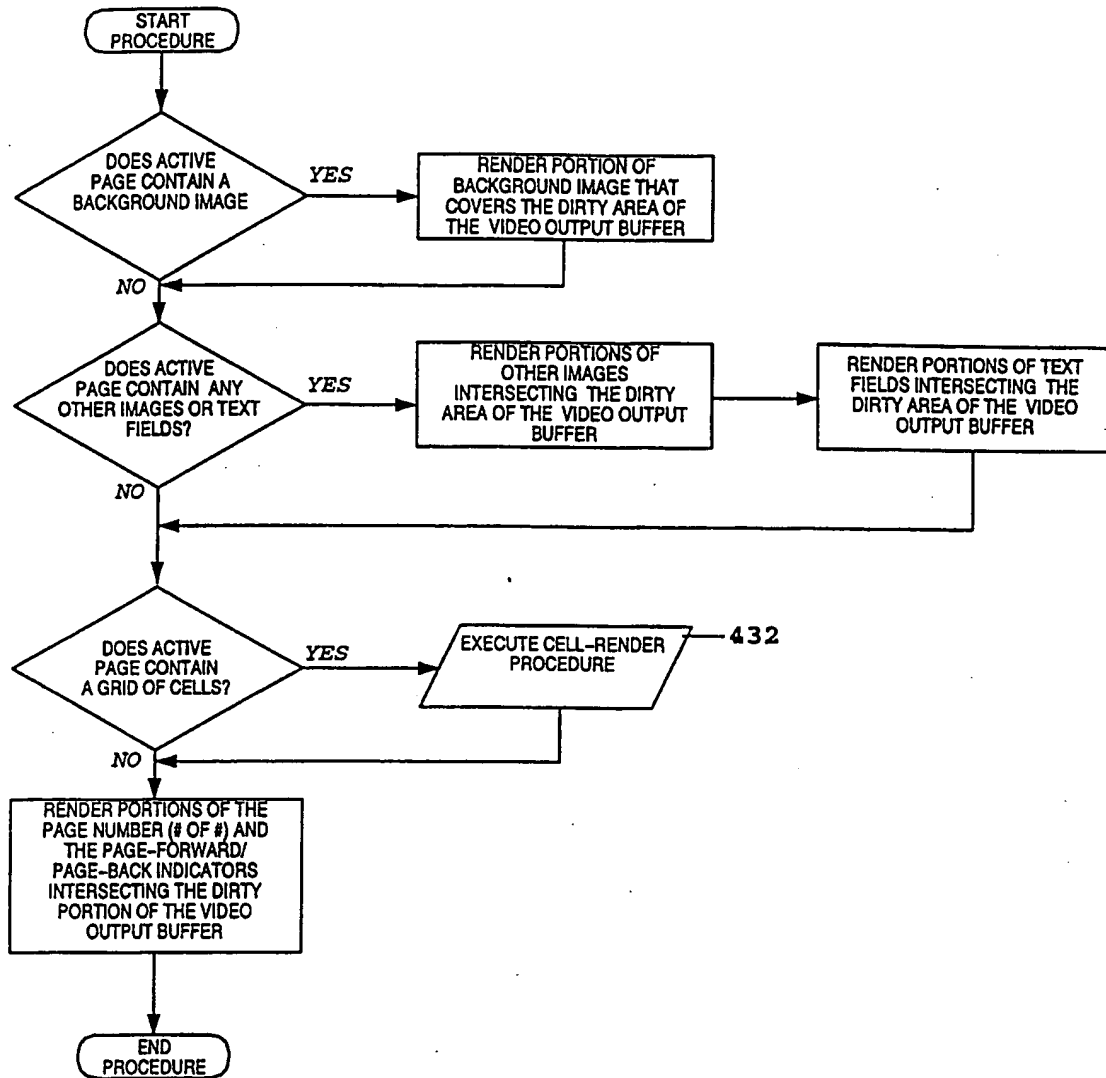 START
PROCEDURE
DOES ACTIVE
PAGE CONTAIN A
BACKGROUND IMAGE
YES
RENDER PORTION OF
BACKGROUND IMAGE THAT
COVERS THE DIRTY AREA OF
THE VIDEO OUTPUT BUFFER
NO
DOES ACTIVE
PAGE CONTAIN ANY
OTHER IMAGES OR TEXT
FIELDS?
YES
RENDER PORTIONS OF
OTHER IMAGES
INTERSECTING THE DIRTY
AREA OF THE VIDEO OUTPUT
BUFFER
RENDER PORTIONS OF TEXT
FIELDS INTERSECTING THE
DIRTY AREA OF THE VIDEO
OUTPUT BUFFER
NO
DOES ACTIVE
PAGE CONTAIN
A GRID OF CELLS?
YES
EXECUTE CELL-RENDER
PROCEDURE
432
NO
RENDER PORTIONS OF THE
PAGE NUMBER (# OF #) AND
THE PAGE-FORWARD/
PAGE-BACK INDICATORS
INTERSECTING THE DIRTY
PORTION OF THE VIDEO
OUTPUT BUFFER
END
PROCEDURE